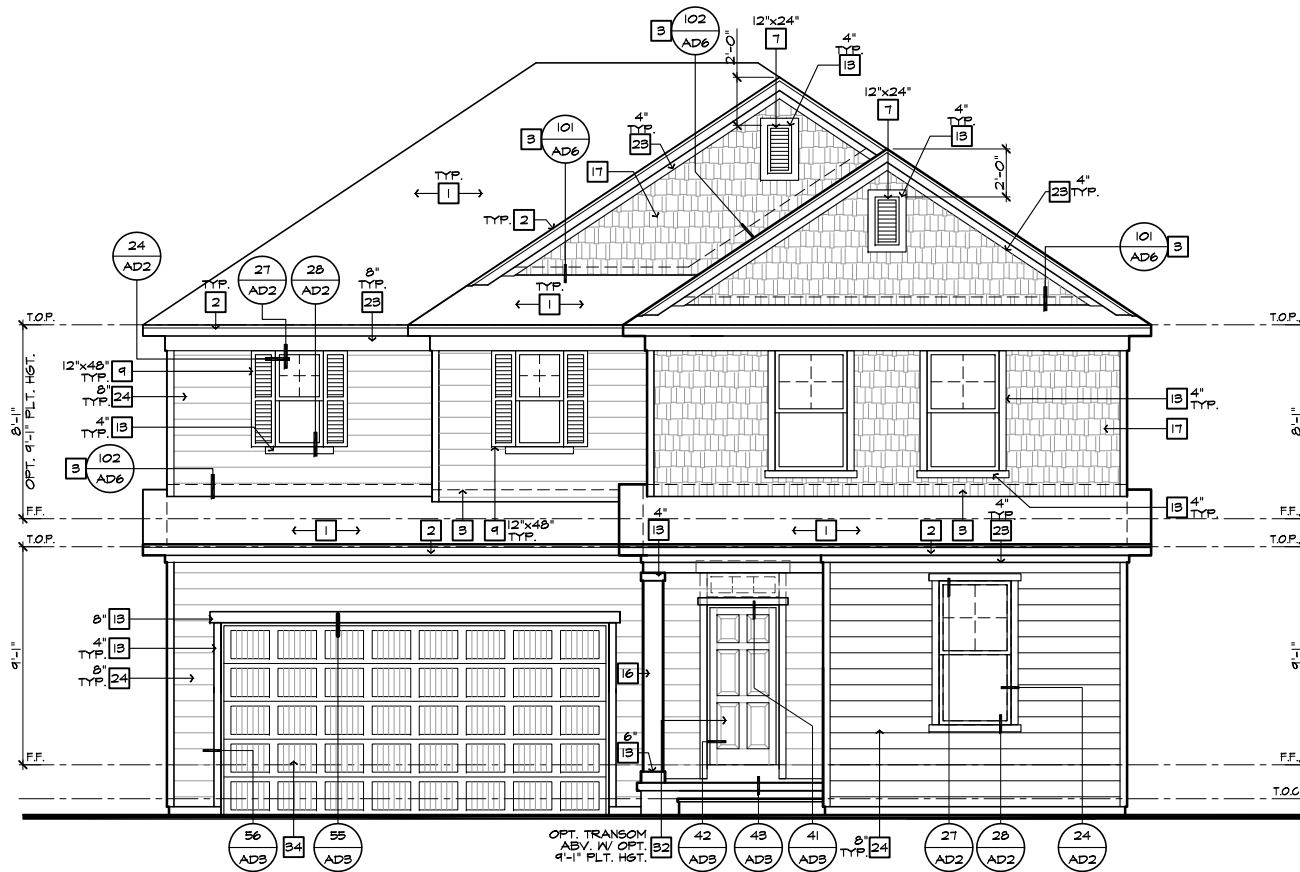 102
AD6
3
12"x24"
7
2'-0"
4"
TYP.
13
12"x24"
7
4"
TYP.
13
2'-0"
4"
TYP.
23
101
AD6
3
4"
TYP.
23
17
TYP.
1
TYP. 2
101
AD6
3
24
AD2
27
AD2
28
AD2
TYP.
2
8"
23
TYP.
1
T.O.P.
T.O.P.
12"x48"
TYP. 9
8"
TYP. 24
4"
TYP. 13
3
102
AD6
8'-1"
OPT. 9'-1" PLT. HGT.
13
4"
TYP.
17
8'-1"
13
4"
TYP.
F.F.
1
2
3
9
12"x48"
TYP.
4"
13
1
2
3
4"
TYP.
23
F.F.
T.O.P.
T.O.P.
8" 13
4"
TYP. 13
8"
TYP. 24
9'-1"
16
6"
13
9'-1"
F.F.
F.F.
T.O.C
56
AD3
34
55
AD3
OPT. TRANSOM
ABV. W/ OPT.
9'-1" PLT. HGT.
32
42
AD3
43
AD3
41
AD3
8"
TYP. 24
27
AD2
28
AD2
24
AD2